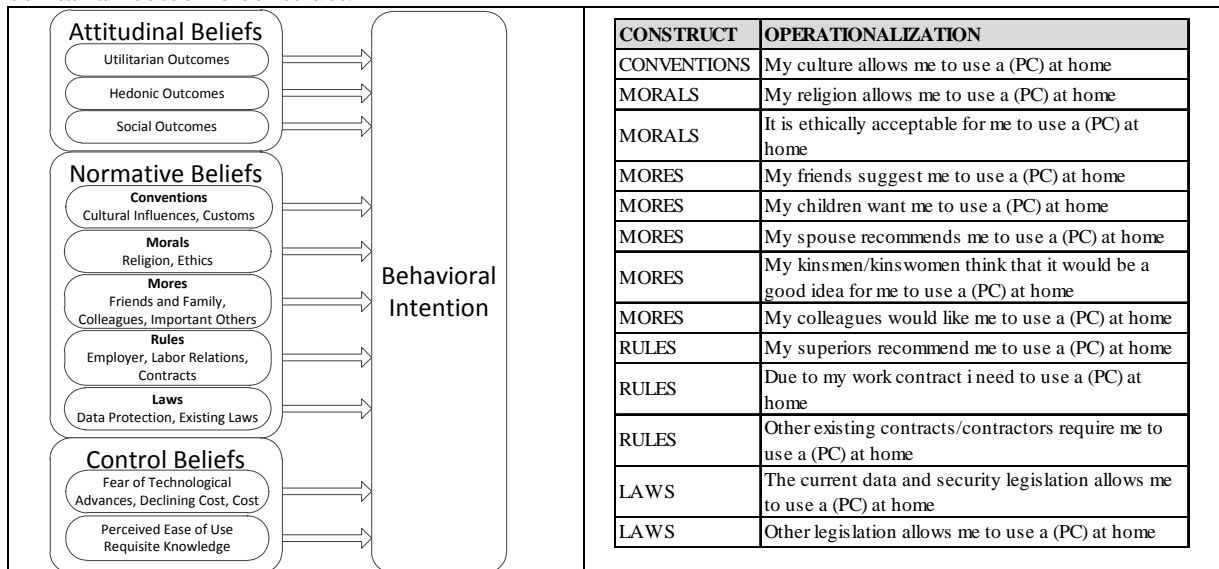 Attitudinal Beliefs
Utilitarian Outcomes
Hedonic Outcomes
Social Outcomes
Normative Beliefs
Conventions
Cultural Influences, Customs
Morals
Religion, Ethics
Mores
Friends and Family,
Colleagues, Important Others
Rules
Employer, Labor Relations,
Contracts
Laws
Data Protection, Existing Laws
Control Beliefs
Fear of Technological
Advances, Declining Cost, Cost
Perceived Ease of Use
Requisite Knowledge
Behavioral
Intention
CONSTRUCT OPERATIONALIZATION
CONVENTIONS My culture allows me to use a (PC) at home
MORALS My religion allows me to use a (PC) at home
MORALS It is ethically acceptable for me to use a (PC) at
home
MORES My friends suggest me to use a (PC) at home
MORES My children want me to use a (PC) at home
MORES My spouse recommends me to use a (PC) at home
MORES My kinsmen/kinswomen think that it would be a
good idea for me to use a (PC) at home
MORES My colleagues would like me to use a (PC) at home
RULES My superiors recommend me to use a (PC) at home
RULES Due to my work contract i need to use a (PC) at
home
RULES Other existing contracts/contractors require me to
use a (PC) at home
LAWS The current data and security legislation allows me
to use a (PC) at home
LAWS Other legislation allows me to use a (PC) at home